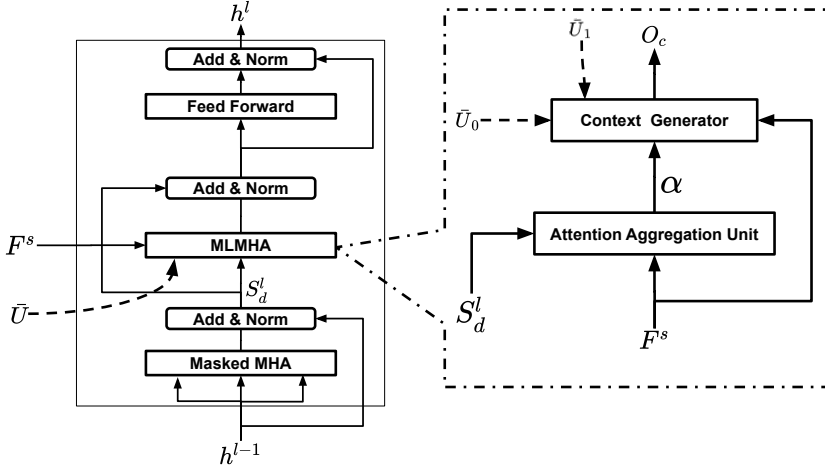 h^l
Add & Norm
Feed Forward
Add & Norm
F^s
MLMHA
Ū
S_d^l
Add & Norm
Masked MHA
h^{l-1}
Ū_1
O_c
Ū_0
Context Generator
α
Attention Aggregation Unit
S_d^l
F^s